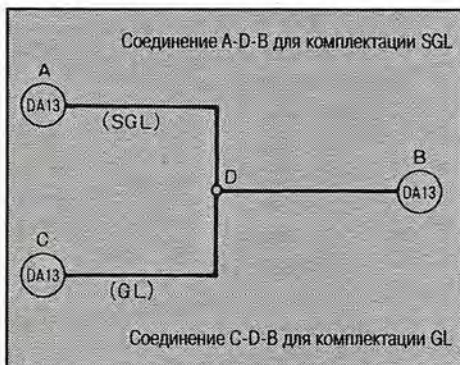 Соединение A-D-B для комплектации SGL
A
DA13
(SGL)
B
D
DA13
C
DA13
(GL)
Соединение C-D-B для комплектации GL